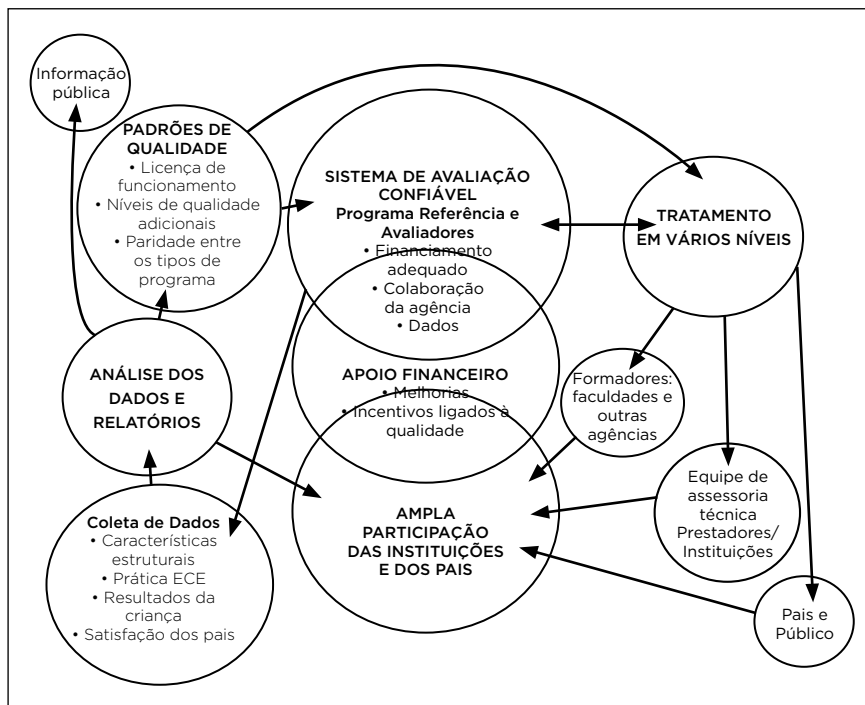 Informação
pública
PADRÕES DE
QUALIDADE
• Licença de
funcionamento
• Níveis de qualidade
adicionais
• Paridade entre
os tipos de
programa
SISTEMA DE AVALIAÇÃO
CONFIÁVEL
Programa Referência e
Avaliadores
• Financiamento
adequado
• Colaboração
da agência
• Dados
TRATAMENTO
EM VÁRIOS NÍVEIS
ANÁLISE DOS
DADOS E
RELATÓRIOS
APOIO FINANCEIRO
• Melhorias
• Incentivos ligados à
qualidade
Formadores:
faculdades e
outras
agências
Coleta de Dados
• Características
estruturais
• Prática ECE
• Resultados da
criança
• Satisfação dos pais
AMPLA
PARTICIPAÇÃO
DAS INSTITUIÇÕES
E DOS PAIS
Equipe de
assessoria
técnica
Prestadores/
Instituições
Pais e
Público